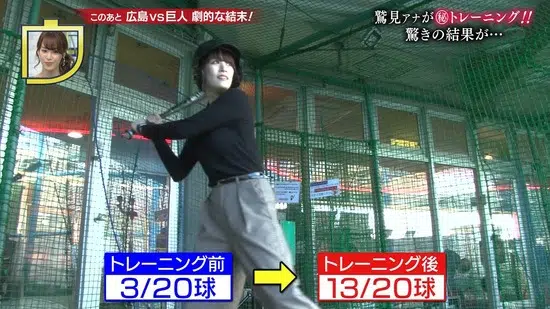 このあと 広島vs巨人 劇的な結末!
鷲見アナが㊙トレーニング!!
驚きの結果が…
トレーニング前
3/20球
トレーニング後
13/20球